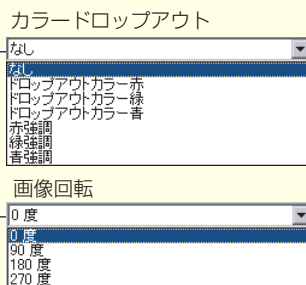 カラードロップアウト
なし
なし
ドロップアウトカラー赤
ドロップアウトカラー緑
ドロップアウトカラー青
赤強調
緑強調
青強調
画像回転
0 度
0 度
90 度
180 度
270 度